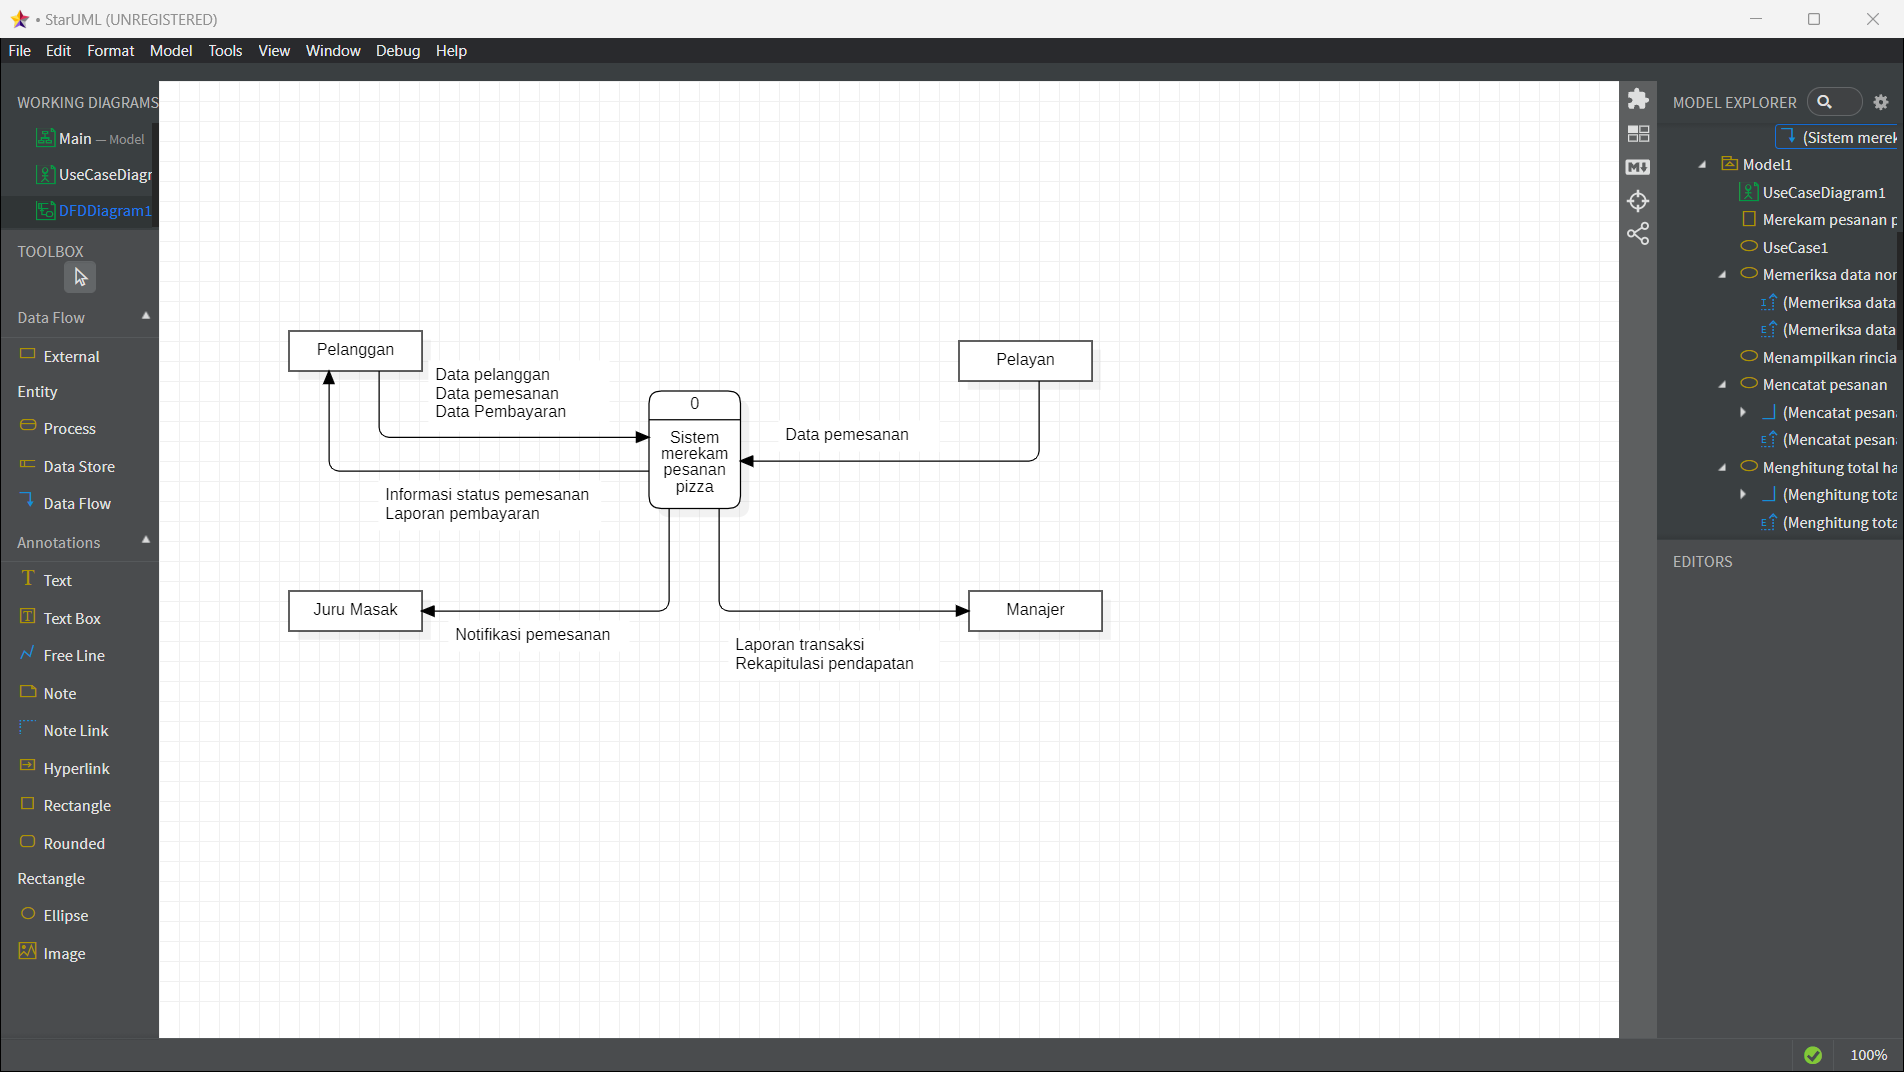 • StarUML (UNREGISTERED)
File Edit Format Model Tools View Window Debug Help
WORKING DIAGRAMS
Main — Model
UseCaseDiagr
DFDDiagram1
TOOLBOX
Data Flow
External
Entity
Process
Data Store
Data Flow
Annotations
Text
Text Box
Free Line
Note
Note Link
Hyperlink
Rectangle
Rounded
Rectangle
Ellipse
Image
Pelanggan
Data pelanggan
Data pemesanan
Data Pembayaran
Pelayan
0
Sistem
merekam
pesanan
pizza
Data pemesanan
Informasi status pemesanan
Laporan pembayaran
Juru Masak
Notifikasi pemesanan
Manajer
Laporan transaksi
Rekapitulasi pendapatan
MODEL EXPLORER
(Sistem merek
Model1
UseCaseDiagram1
Merekam pesanan p
UseCase1
Memeriksa data nor
(Memeriksa data
(Memeriksa data
Menampilkan rincia
Mencatat pesanan
(Mencatat pesan
(Mencatat pesan
Menghitung total ha
(Menghitung tota
(Menghitung tota
EDITORS
100%